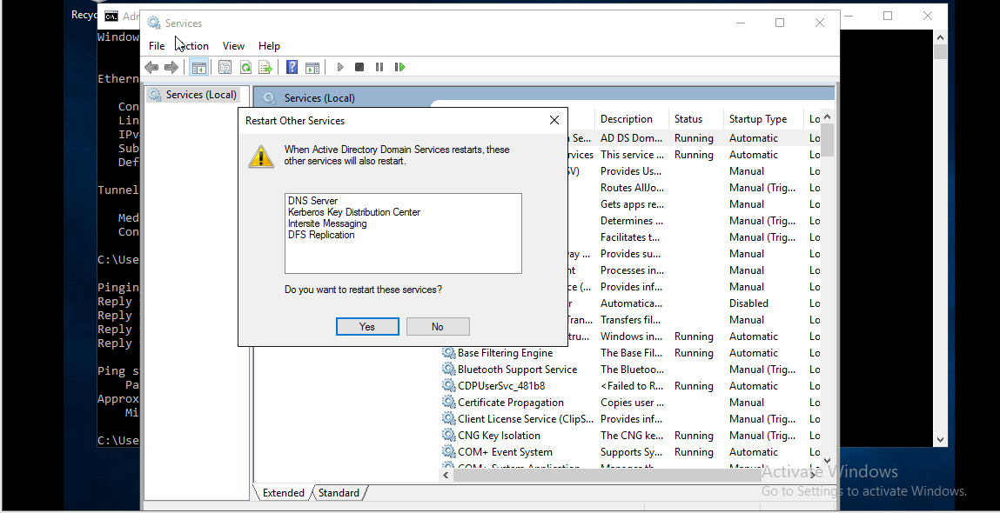 Recyc
Adr
Services
File Action View Help
Services (Local)
Services (Local)
Windows
Ethern
Con
Lin
IPv
Sub
Def
Tunnel
Med
Con
C:\Use
Pingin
Reply
Reply
Reply
Reply
Ping s
Pa
Approx
Mi
C:\Use
Restart Other Services
When Active Directory Domain Services restarts, these
other services will also restart.
DNS Server
Kerberos Key Distribution Center
Intersite Messaging
DFS Replication
Do you want to restart these services?
Yes No
Description Status Startup Type Lo
Se... AD DS Dom... Running Automatic Lo
rvices This service ... Running Automatic Lo
SV) Provides Us... Manual Lo
Routes AllJo... Manual (Trig... Lo
Gets apps re... Manual Lo
Determines ... Manual (Trig... Lo
Facilitates t... Manual (Trig... Lo
ay ... Provides su... Manual Lo
nt Processes in... Manual Lo
ce (... Provides inf... Manual Lo
r Automatica... Disabled Lo
Tran... Transfers fil... Manual Lo
tru... Windows in... Running Automatic Lo
Base Filtering Engine The Base Fil... Running Automatic Lo
Bluetooth Support Service The Bluetoo... Manual (Trig... Lo
CDPUserSvc_481b8 <Failed to R... Running Automatic Lo
Certificate Propagation Copies user ... Manual Lo
Client License Service (ClipS... Provides inf... Manual (Trig... Lo
CNG Key Isolation The CNG ke... Running Manual (Trig... Lo
COM+ Event System Supports Sy... Running Automatic Lo
COM+ System Application Manages th... Manual Lo
Extended Standard
Activate Windows
Go to Settings to activate Windows.